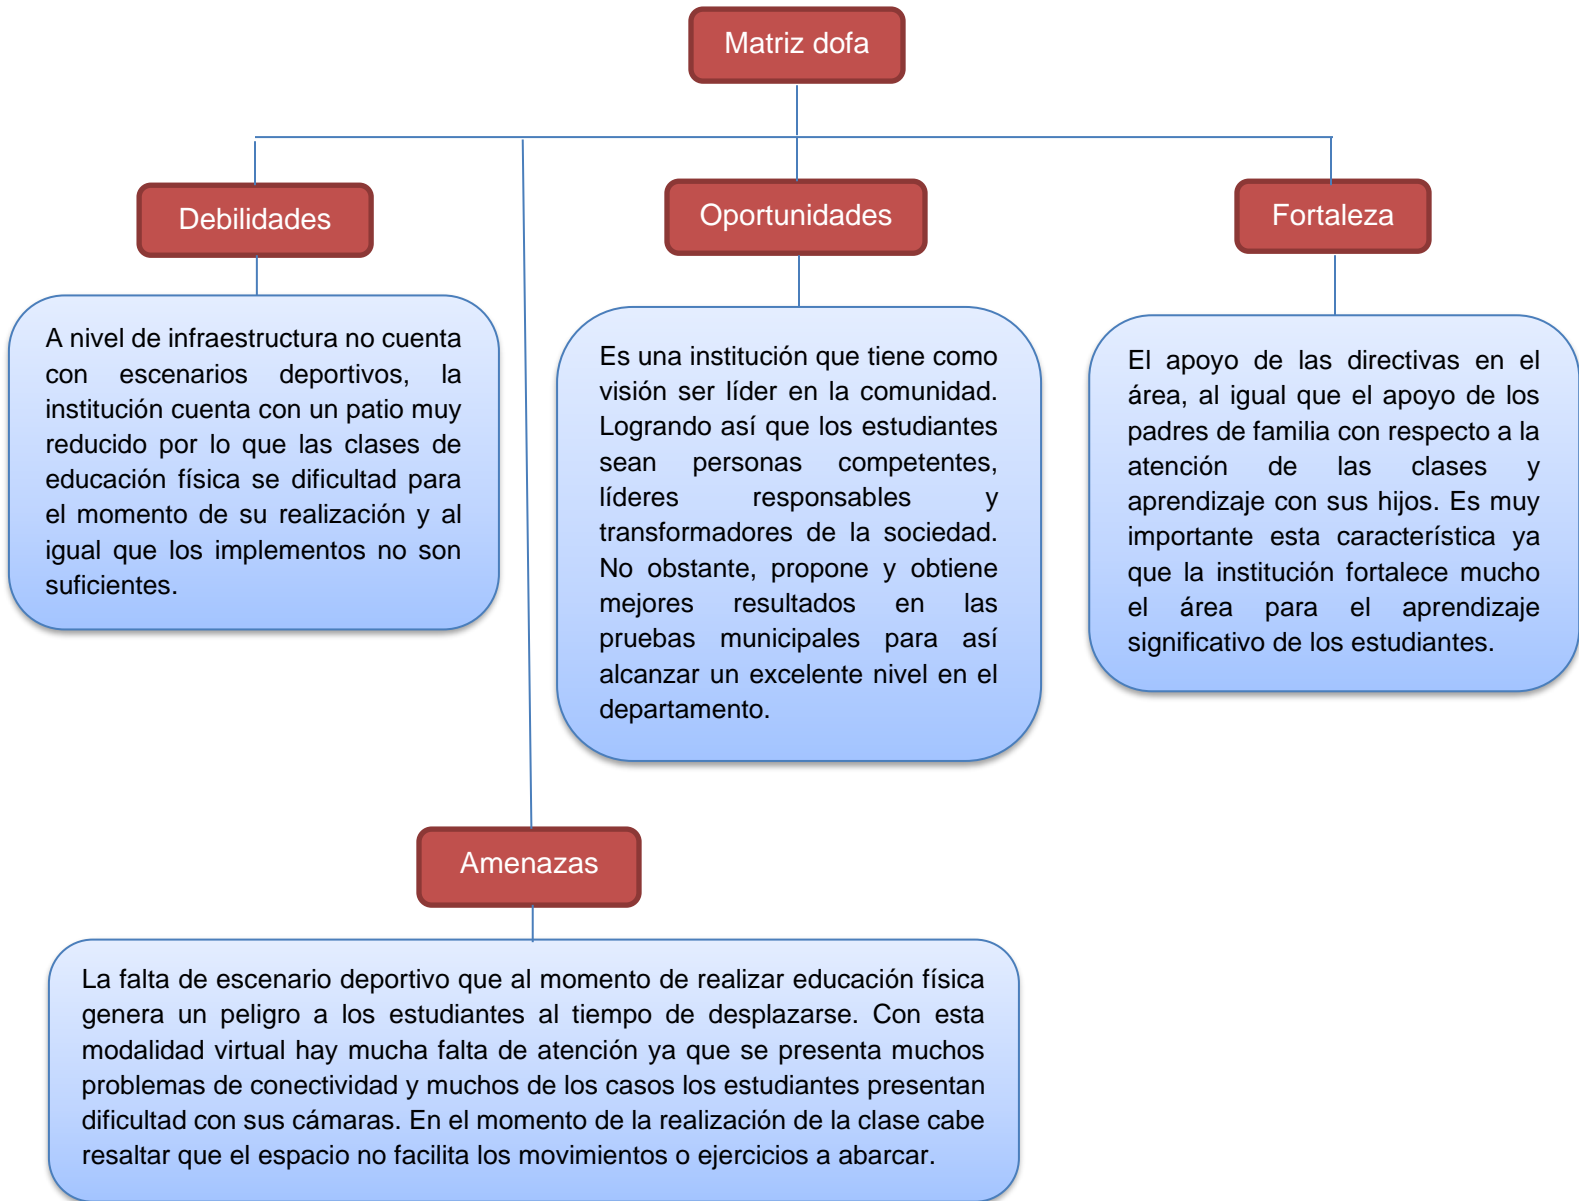 Matriz dofa
Debilidades
A nivel de infraestructura no cuenta
con escenarios deportivos, la
institución cuenta con un patio muy
reducido por lo que las clases de
educación física se dificultad para
el momento de su realización y al
igual que los implementos no son
suficientes.
Oportunidades
Es una institución que tiene como
visión ser líder en la comunidad.
Logrando así que los estudiantes
sean personas competentes,
líderes responsables y
transformadores de la sociedad.
No obstante, propone y obtiene
mejores resultados en las
pruebas municipales para así
alcanzar un excelente nivel en el
departamento.
Fortaleza
El apoyo de las directivas en el
área, al igual que el apoyo de los
padres de familia con respecto a la
atención de las clases y
aprendizaje con sus hijos. Es muy
importante esta característica ya
que la institución fortalece mucho
el área para el aprendizaje
significativo de los estudiantes.
Amenazas
La falta de escenario deportivo que al momento de realizar educación física
genera un peligro a los estudiantes al tiempo de desplazarse. Con esta
modalidad virtual hay mucha falta de atención ya que se presenta muchos
problemas de conectividad y muchos de los casos los estudiantes presentan
dificultad con sus cámaras. En el momento de la realización de la clase cabe
resaltar que el espacio no facilita los movimientos o ejercicios a abarcar.